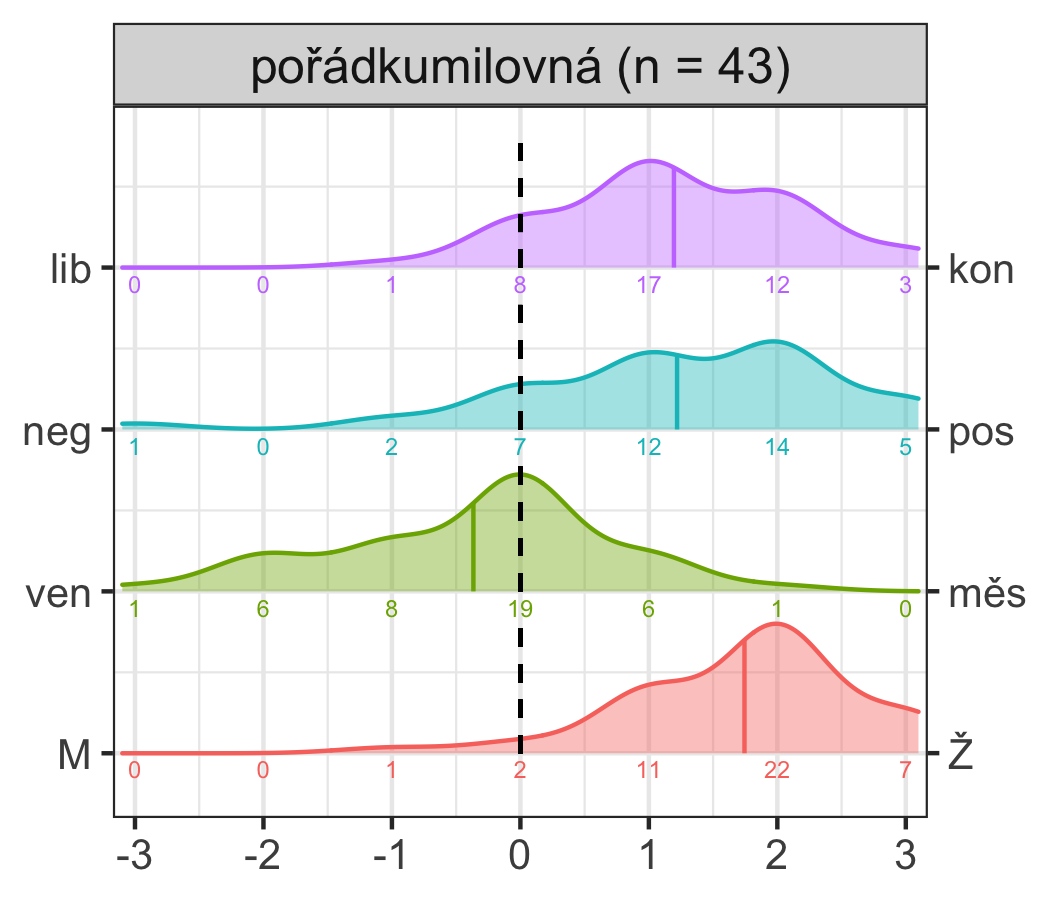 pořádkumilovná (n = 43)
lib kon
0 0 1 8 17 12 3
neg pos
1 0 2 7 12 14 5
ven měs
1 6 8 19 6 1 0
M Ž
0 0 1 2 11 22 7
-3 -2 -1 0 1 2 3